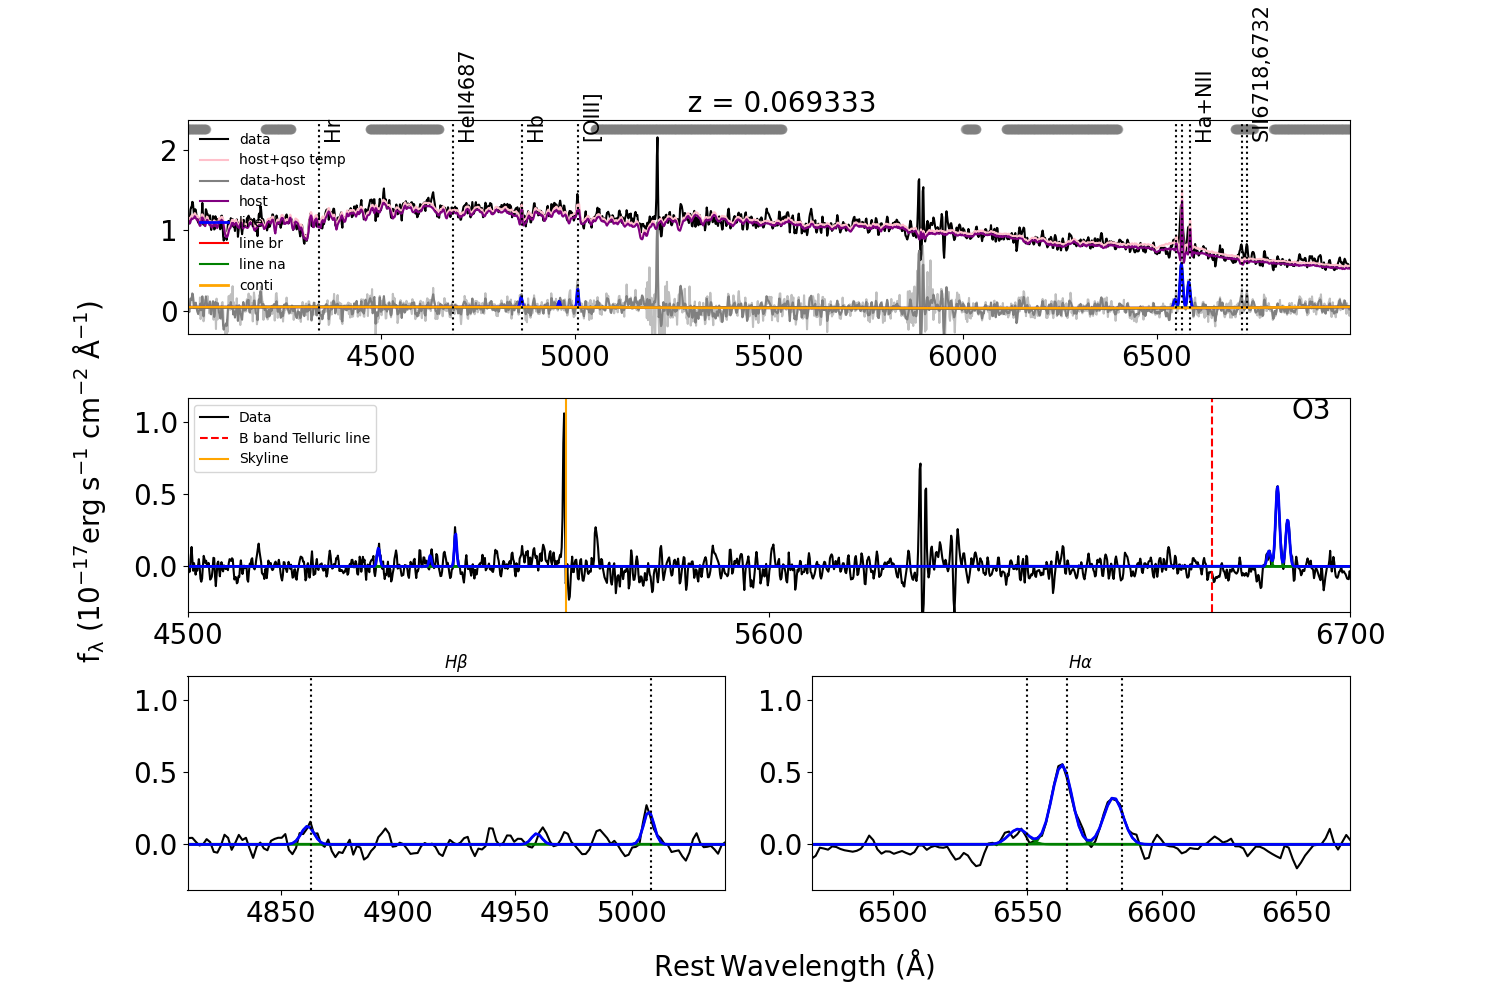 z = 0.069333
Hr
HeII4687
Hb
[OIII]
Ha+NII
SII6718,6732
data
host+qso temp
data-host
host
line br
line na
conti
2
1
0
4500 5000 5500 6000 6500
fλ (10−17erg s−1 cm−2 Å−1)
Data
B band Telluric line
Skyline
O3
1.0
0.5
0.0
4500 5600 6700
Hβ
1.0
0.5
0.0
4850 4900 4950 5000
Hα
1.0
0.5
0.0
6500 6550 6600 6650
Rest Wavelength (Å)